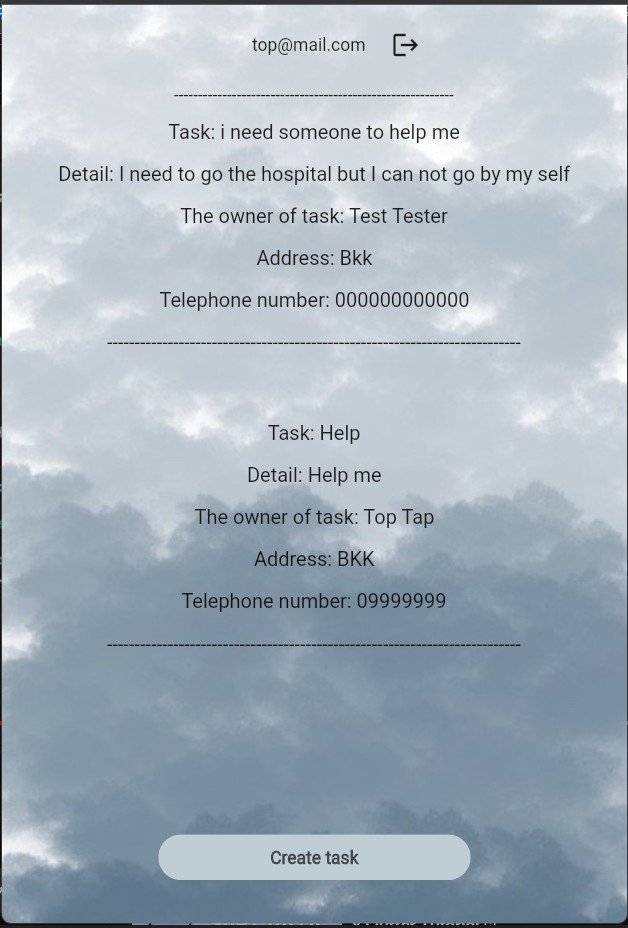 top@mail.com
------------------------------------------------------------
Task: i need someone to help me
Detail: I need to go the hospital but I can not go by my self
The owner of task: Test Tester
Address: Bkk
Telephone number: 000000000000
--------------------------------------------------------------------------------
Task: Help
Detail: Help me
The owner of task: Top Tap
Address: BKK
Telephone number: 09999999
--------------------------------------------------------------------------------
Create task